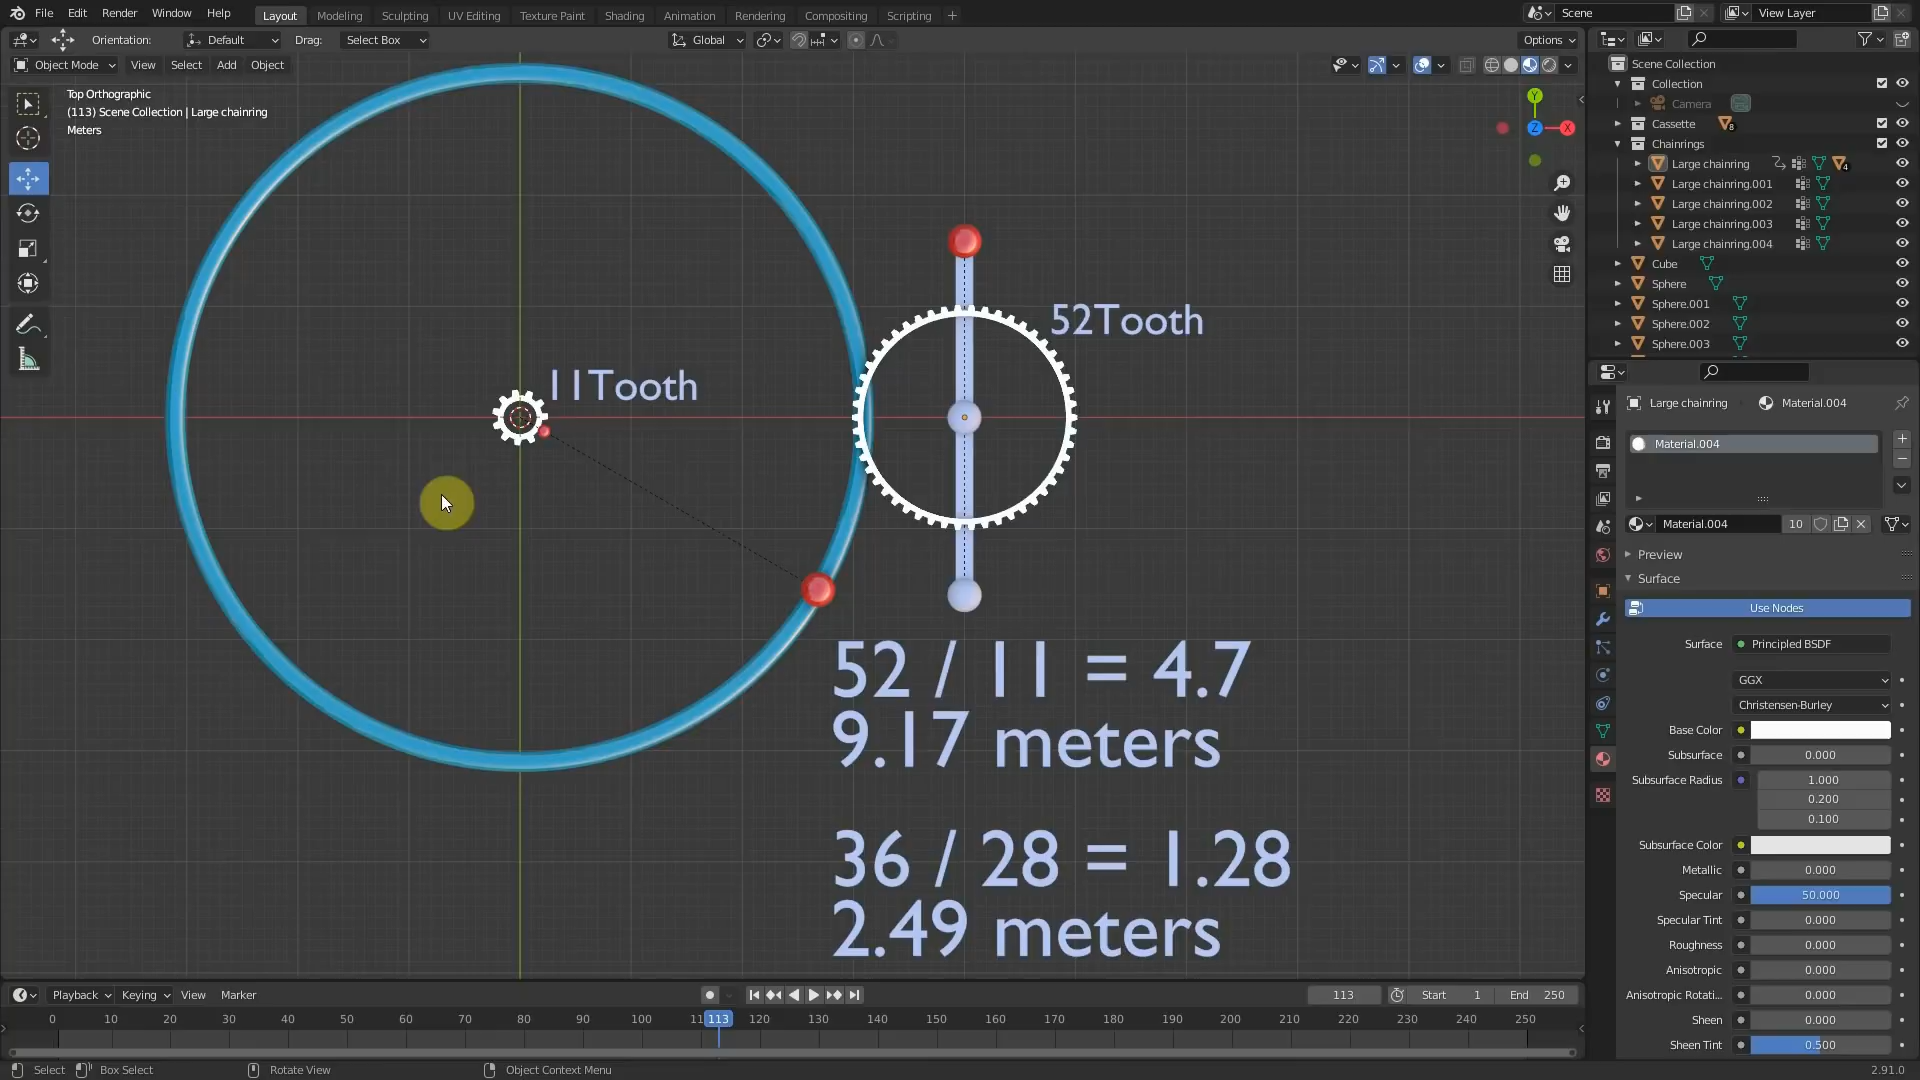 File Edit Render Window Help
Layout Modeling Sculpting UV Editing Texture Paint Shading Animation Rendering Compositing Scripting +
Scene
View Layer
Orientation: Default Drag: Select Box
Global
Options
Object Mode View Select Add Object
Top Orthographic
(113) Scene Collection | Large chainring
Meters
Y
Z
X
52Tooth
11Tooth
52 / 11 = 4.7
9.17 meters
36 / 28 = 1.28
2.49 meters
Scene Collection
Collection
Camera
Cassette 8
Chainrings
Large chainring 4
Large chainring.001
Large chainring.002
Large chainring.003
Large chainring.004
Cube
Sphere
Sphere.001
Sphere.002
Sphere.003
Large chainring Material.004
Material.004
Material.004 10
Preview
Surface
Use Nodes
Surface Principled BSDF
GGX
Christensen-Burley
Base Color
Subsurface 0.000
Subsurface Radius 1.000
0.200
0.100
Subsurface Color
Metallic 0.000
Specular 50.000
Specular Tint 0.000
Roughness 0.000
Anisotropic 0.000
Anisotropic Rotati... 0.000
Sheen 0.000
Sheen Tint 0.500
Playback Keying View Marker
113 Start 1 End 250
0 10 20 30 40 50 60 70 80 90 100 11 113 120 130 140 150 160 170 180 190 200 210 220 230 240 250
Select Box Select Rotate View Object Context Menu 2.91.0